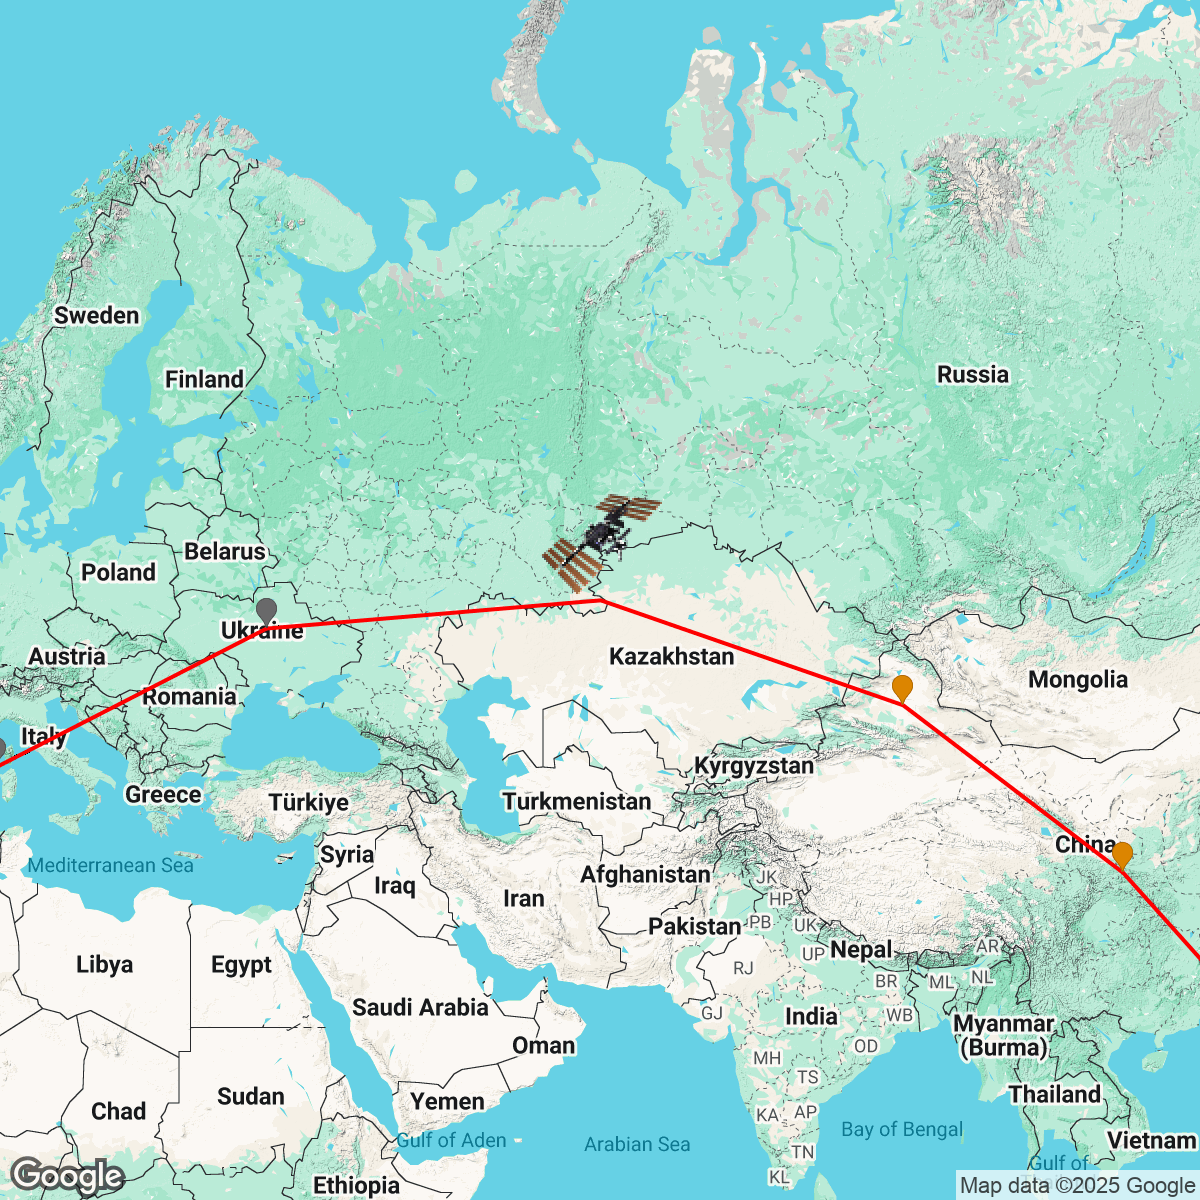 Sweden
Finland
Russia
Belarus
Poland
Ukraine
Austria
Kazakhstan
Mongolia
Romania
Italy
Kyrgyzstan
Greece
Türkiye
Turkmenistan
China
Syria
Mediterranean Sea
Afghanistan
JK
Iraq
Iran
HP
Pakistan
PB
UK
AR
Nepal
UP
Libya
Egypt
RJ
BR
ML
NL
Saudi Arabia
GJ
India
WB
Myanmar
(Burma)
Oman
OD
MH
TS
Sudan
Thailand
Chad
Yemen
KA
AP
Bay of Bengal
Gulf of Aden
Arabian Sea
TN
Vietnam
Gulf of
KL
Ethiopia
Google
Map data ©2025 Google